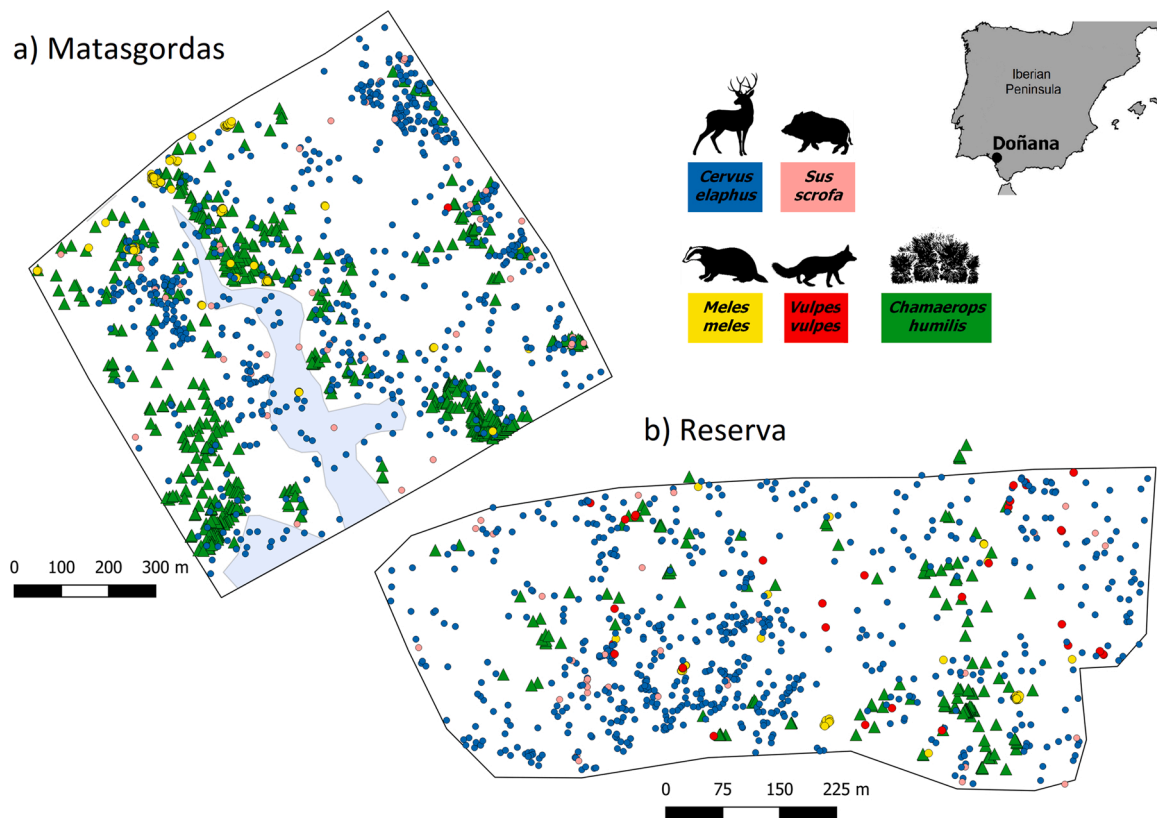 a) Matasgordas
Iberian
Peninsula
Doñana
Cervus
elaphus
Sus
scrofa
Meles
meles
Vulpes
vulpes
Chamaerops
humilis
b) Reserva
0 100 200 300 m
0 75 150 225 m